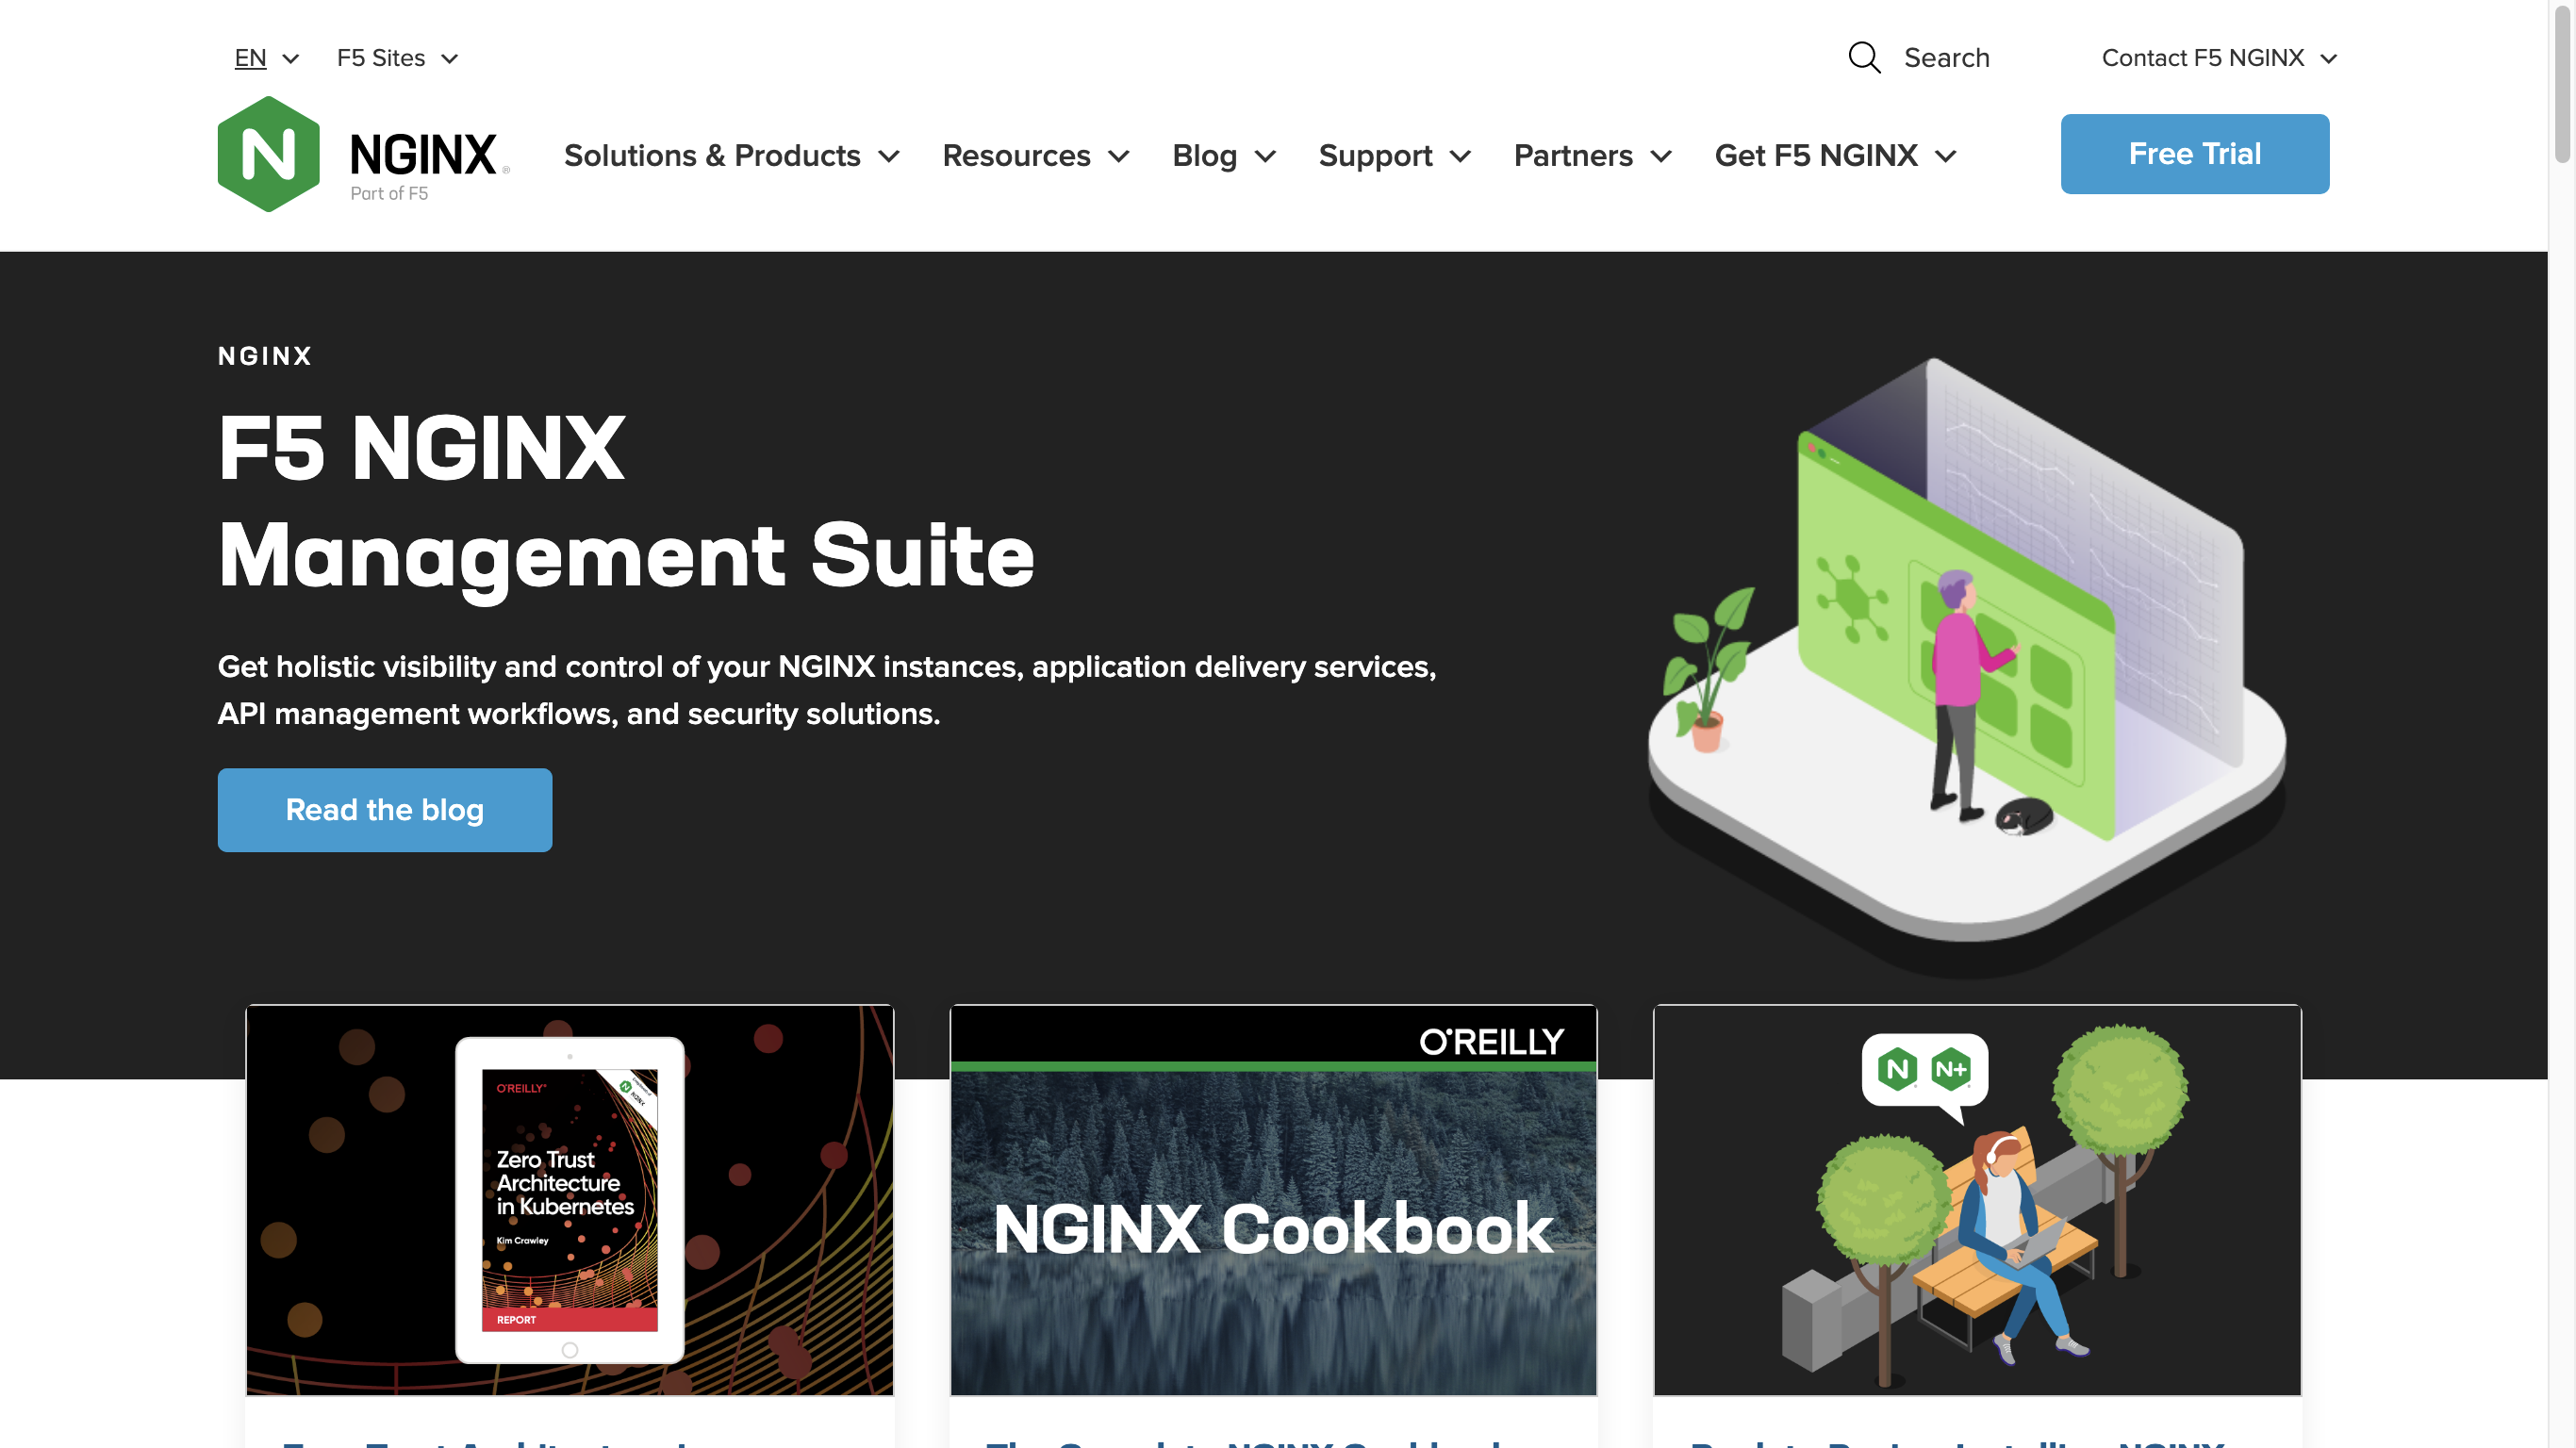 EN
F5 Sites
Search
Contact F5 NGINX
N
NGINX®
Part of F5
Solutions & Products
Resources
Blog
Support
Partners
Get F5 NGINX
Free Trial
NGINX
F5 NGINX
Management Suite
Get holistic visibility and control of your NGINX instances, application delivery services,
API management workflows, and security solutions.
Read the blog
O'REILLY®
NGINX
Zero Trust
Architecture
in Kubernetes
Kim Crawley
REPORT
O'REILLY
NGINX Cookbook
N N+